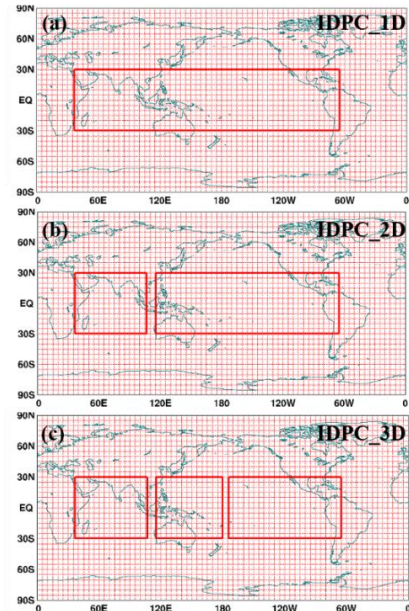 90N
(a) IDPC_1D
60N
30N
EQ
30S
60S
90S
0 60E 120E 180 120W 60W 0
90N
(b) IDPC_2D
60N
30N
EQ
30S
60S
90S
0 60E 120E 180 120W 60W 0
90N
(c) IDPC_3D
60N
30N
EQ
30S
60S
90S
0 60E 120E 180 120W 60W 0